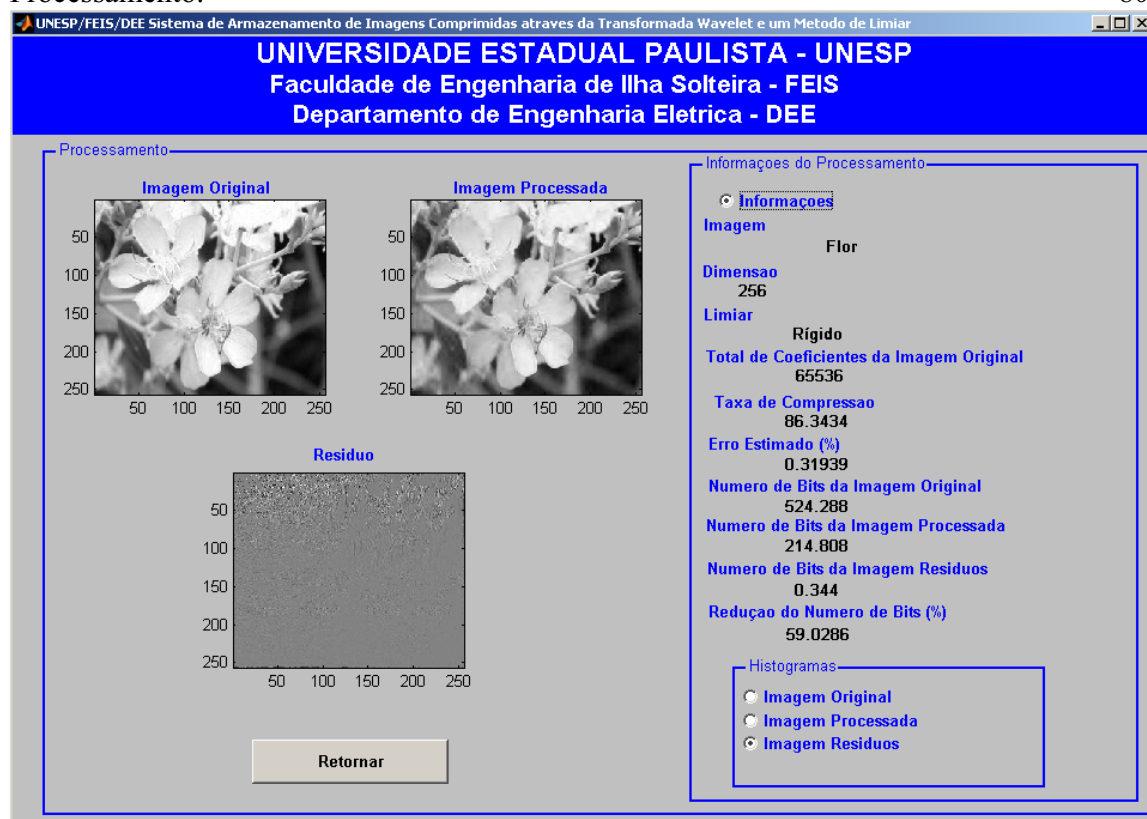 Processamento.
UNESP/FEIS/DEE Sistema de Armazenamento de Imagens Comprimidas atraves da Transformada Wavelet e um Metodo de Limiar
UNIVERSIDADE ESTADUAL PAULISTA - UNESP
Faculdade de Engenharia de Ilha Solteira - FEIS
Departamento de Engenharia Eletrica - DEE
Processamento
Imagem Original
50
100
150
200
250
50 100 150 200 250
Imagem Processada
50
100
150
200
250
50 100 150 200 250
Residuo
50
100
150
200
250
50 100 150 200 250
Retornar
Informaçoes do Processamento
Informaçoes
Imagem
Flor
Dimensao
256
Limiar
Rígido
Total de Coeficientes da Imagem Original
65536
Taxa de Compressao
86.3434
Erro Estimado (%)
0.31939
Numero de Bits da Imagem Original
524.288
Numero de Bits da Imagem Processada
214.808
Numero de Bits da Imagem Residuos
0.344
Reduçao do Numero de Bits (%)
59.0286
Histogramas
Imagem Original
Imagem Processada
Imagem Residuos